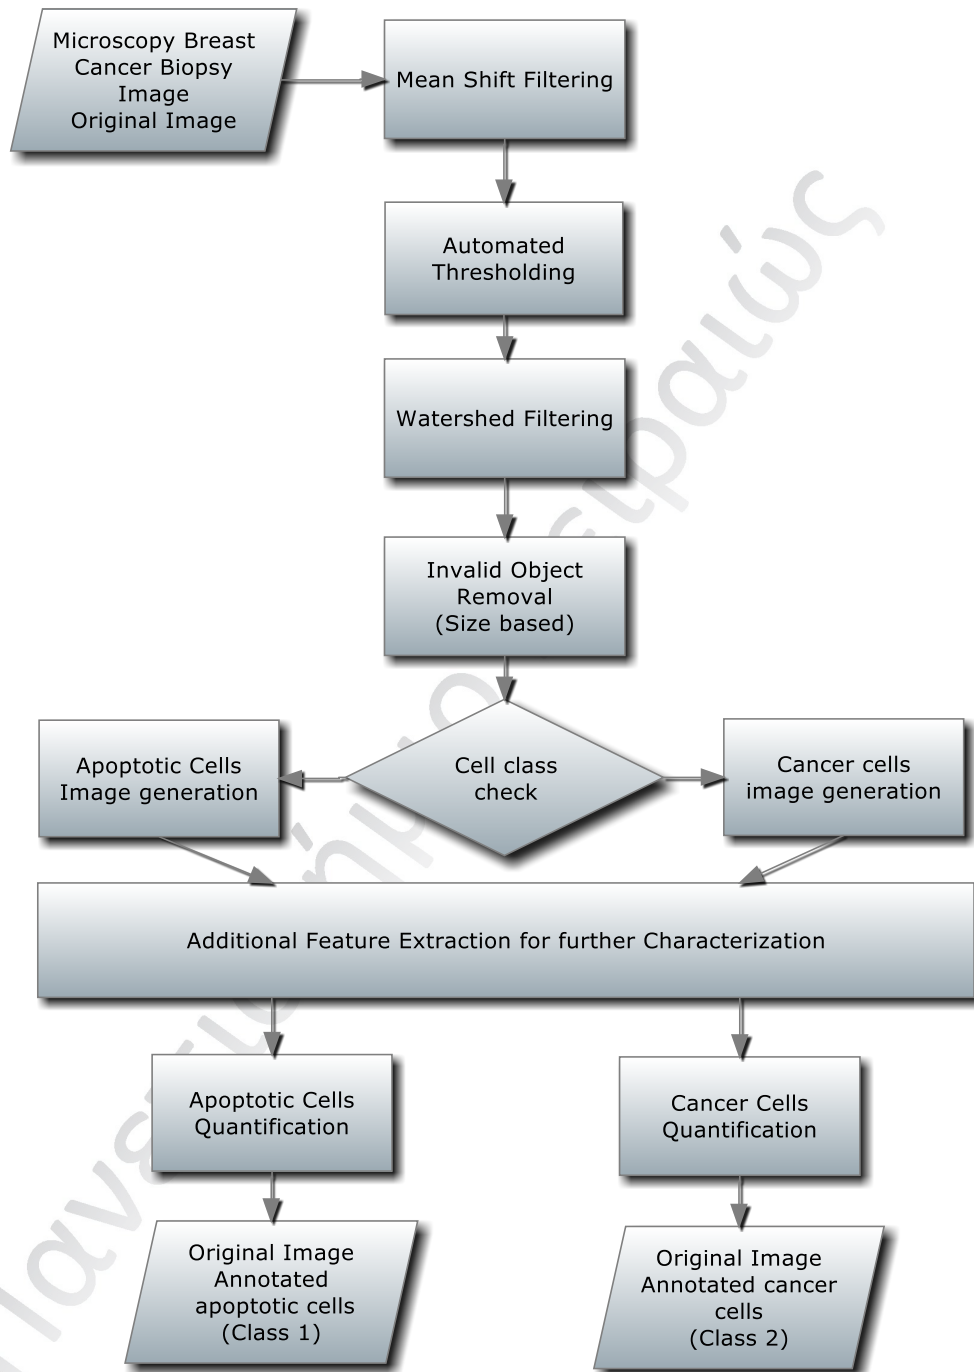 Microscopy Breast
Cancer Biopsy
Image
Original Image
Mean Shift Filtering
Automated
Thresholding
Watershed Filtering
Invalid Object
Removal
(Size based)
Cell class
check
Apoptotic Cells
Image generation
Cancer cells
image generation
Additional Feature Extraction for further Characterization
Apoptotic Cells
Quantification
Cancer Cells
Quantification
Original Image
Annotated
apoptotic cells
(Class 1)
Original Image
Annotated cancer
cells
(Class 2)